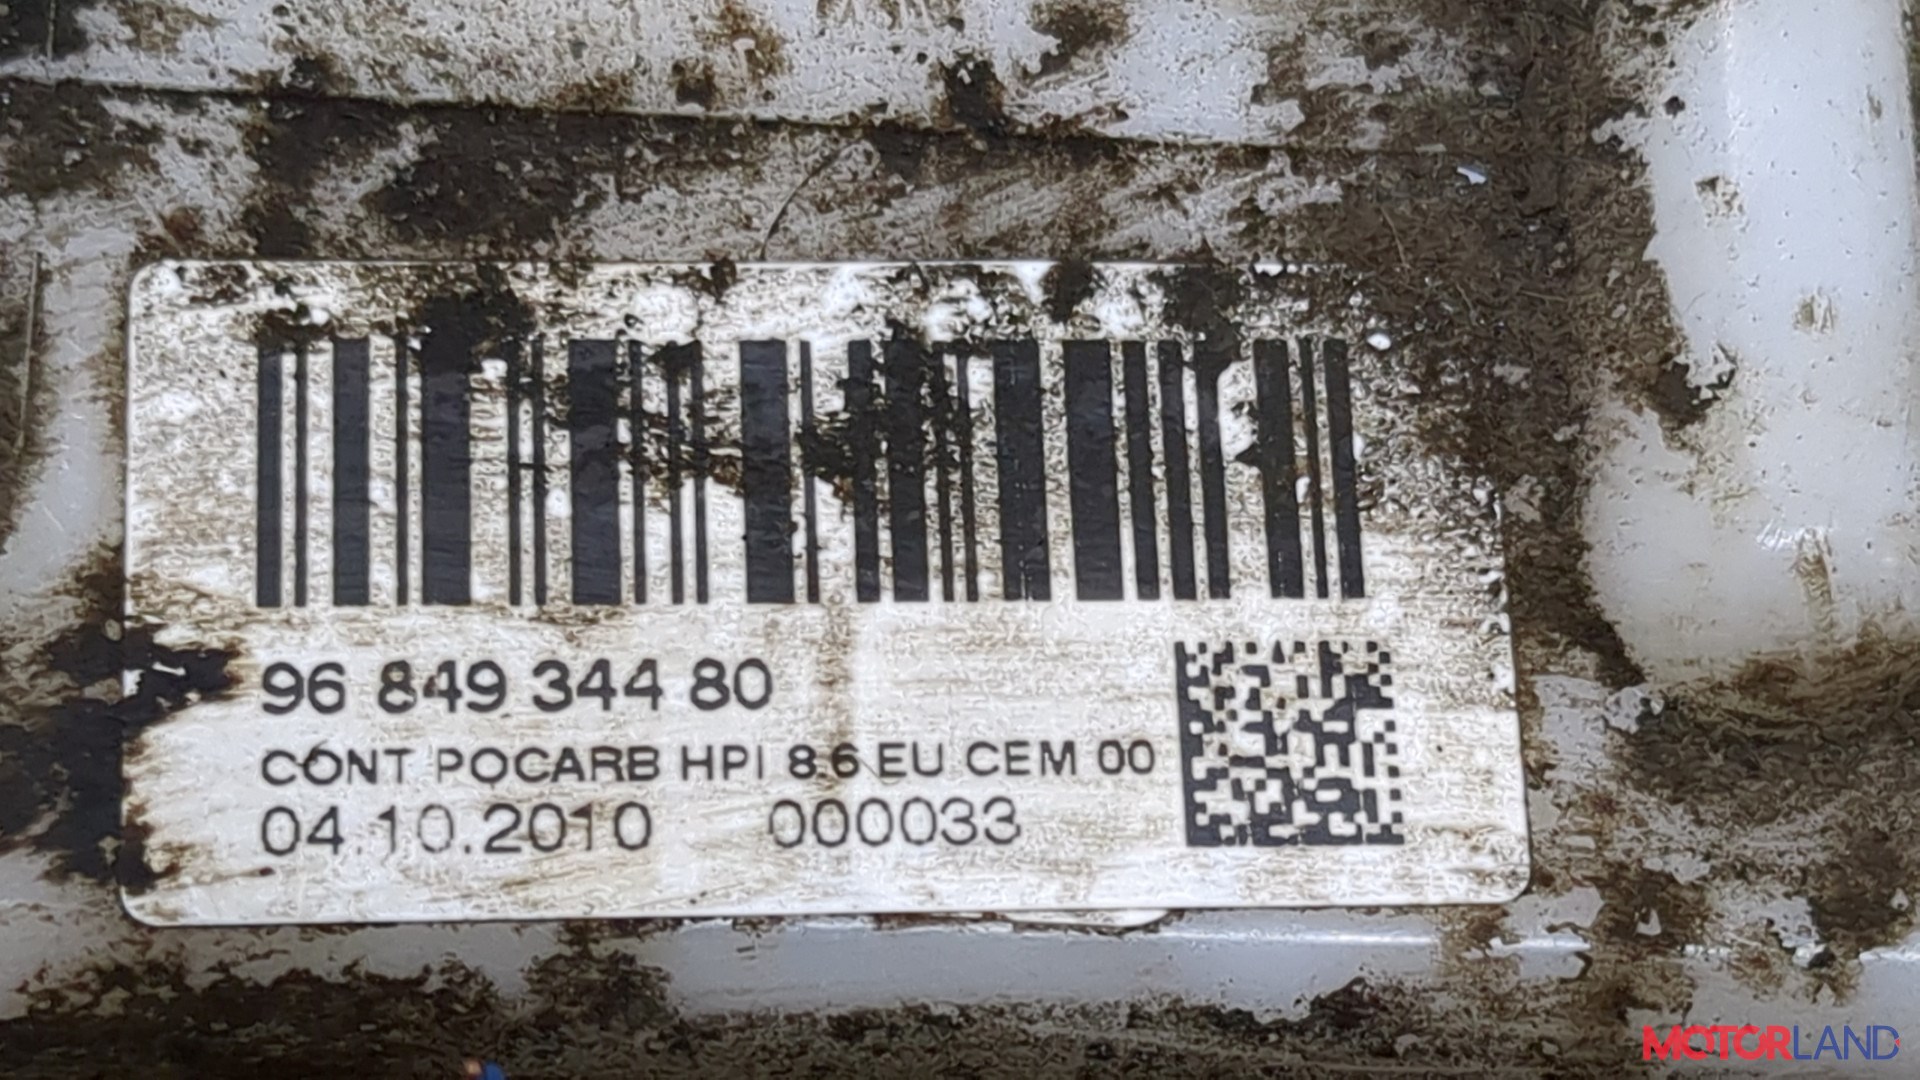 96 849 344 80
CONT POCARB HPI 8.6 EU CEM 00
04.10.2010 000033
MOTORLAND